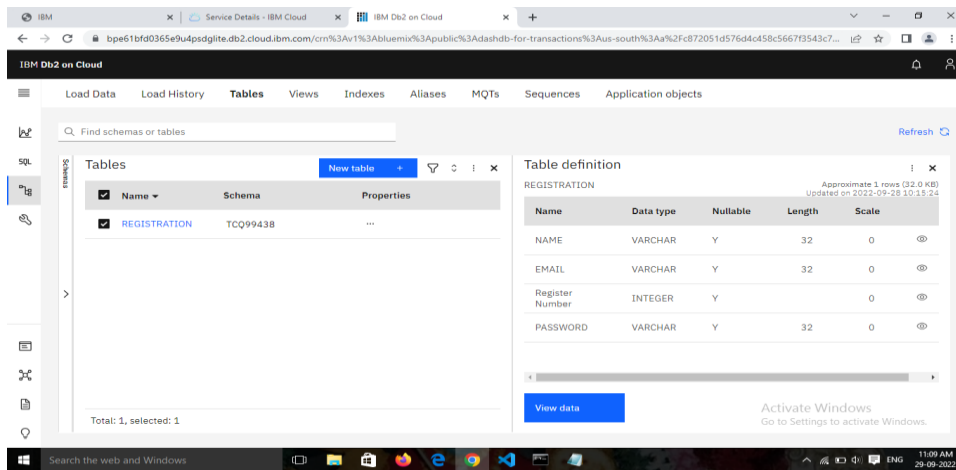 IBM
Service Details - IBM Cloud
IBM Db2 on Cloud
bpe61bfd0365e9u4psdglite.db2.cloud.ibm.com/crn%3Av1%3Abluemix%3Apublic%3Adashdb-for-transactions%3Aus-south%3Aa%2Fc872051d576d4c458c5667f3543c7...
IBM Db2 on Cloud
Load Data Load History Tables Views Indexes Aliases MQTs Sequences Application objects
Find schemas or tables
Refresh
SQL
Schemas
Tables
New table +
Name Schema Properties
REGISTRATION TCQ99438 ...
Total: 1, selected: 1
Table definition
REGISTRATION
Approximate 1 rows (32.0 KB)
Updated on 2022-09-28 10:15:24
Name Data type Nullable Length Scale
NAME VARCHAR Y 32 0
EMAIL VARCHAR Y 32 0
Register
Number INTEGER Y 0
PASSWORD VARCHAR Y 32 0
View data
Activate Windows
Go to Settings to activate Windows.
Search the web and Windows
ENG
11:09 AM
29-09-2022